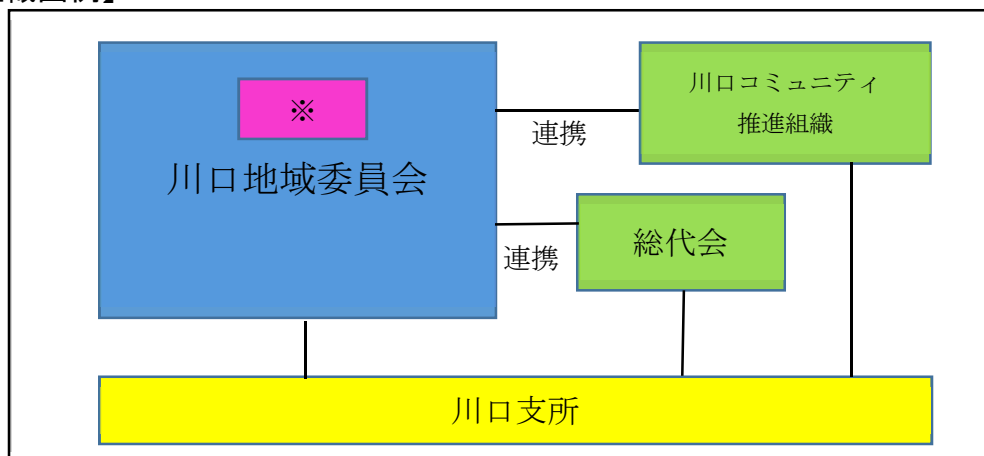 川口コミュニティ
推進組織
※
連携
川口地域委員会
総代会
連携
川口支所